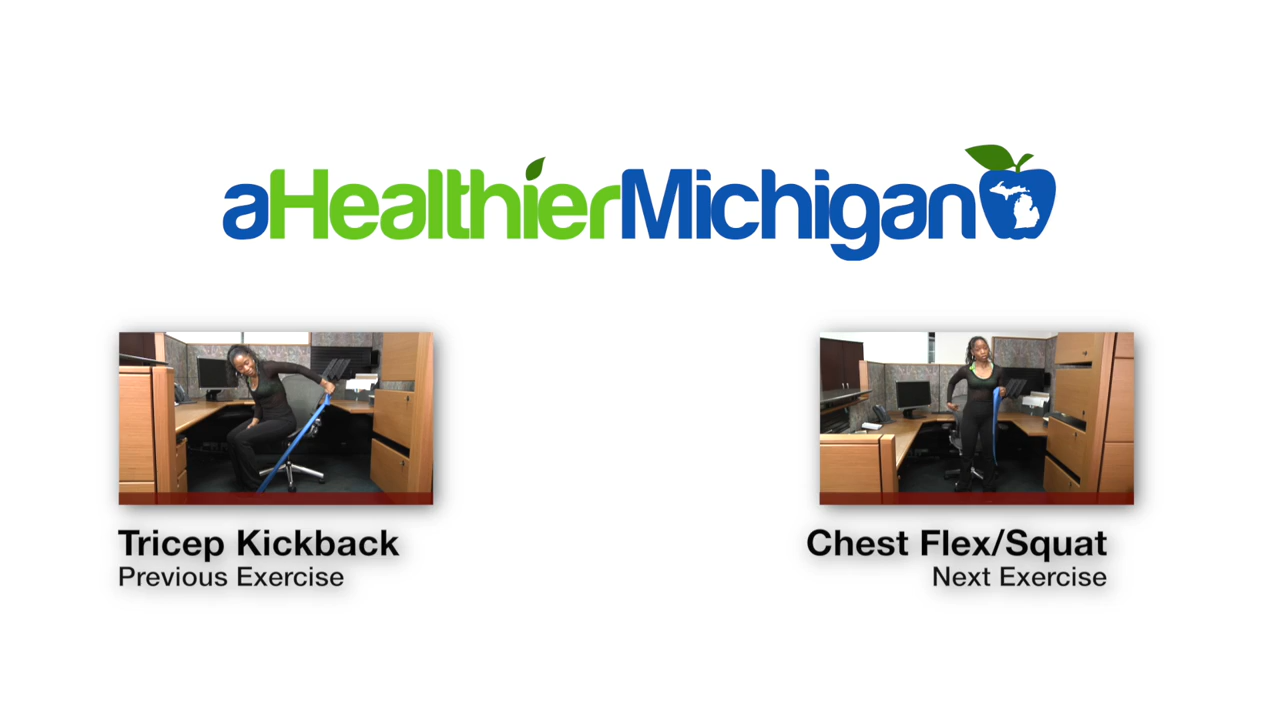 aHealthierMichigan
Tricep Kickback
Previous Exercise
Chest Flex/Squat
Next Exercise